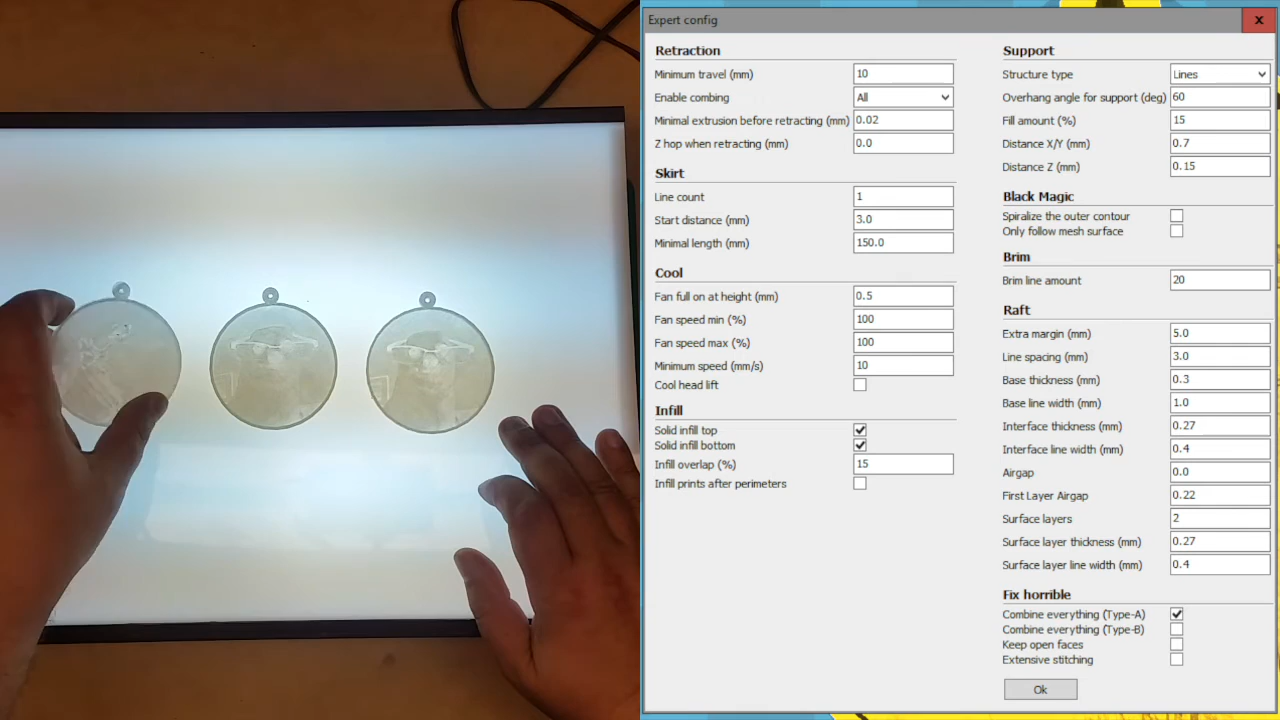 Expert config
Retraction
Minimum travel (mm) 10
Enable combing All
Minimal extrusion before retracting (mm) 0.02
Z hop when retracting (mm) 0.0
Skirt
Line count 1
Start distance (mm) 3.0
Minimal length (mm) 150.0
Cool
Fan full on at height (mm) 0.5
Fan speed min (%) 100
Fan speed max (%) 100
Minimum speed (mm/s) 10
Cool head lift
Infill
Solid infill top
Solid infill bottom
Infill overlap (%) 15
Infill prints after perimeters
Support
Structure type Lines
Overhang angle for support (deg) 60
Fill amount (%) 15
Distance X/Y (mm) 0.7
Distance Z (mm) 0.15
Black Magic
Spiralize the outer contour
Only follow mesh surface
Brim
Brim line amount 20
Raft
Extra margin (mm) 5.0
Line spacing (mm) 3.0
Base thickness (mm) 0.3
Base line width (mm) 1.0
Interface thickness (mm) 0.27
Interface line width (mm) 0.4
Airgap 0.0
First Layer Airgap 0.22
Surface layers 2
Surface layer thickness (mm) 0.27
Surface layer line width (mm) 0.4
Fix horrible
Combine everything (Type-A)
Combine everything (Type-B)
Keep open faces
Extensive stitching
Ok